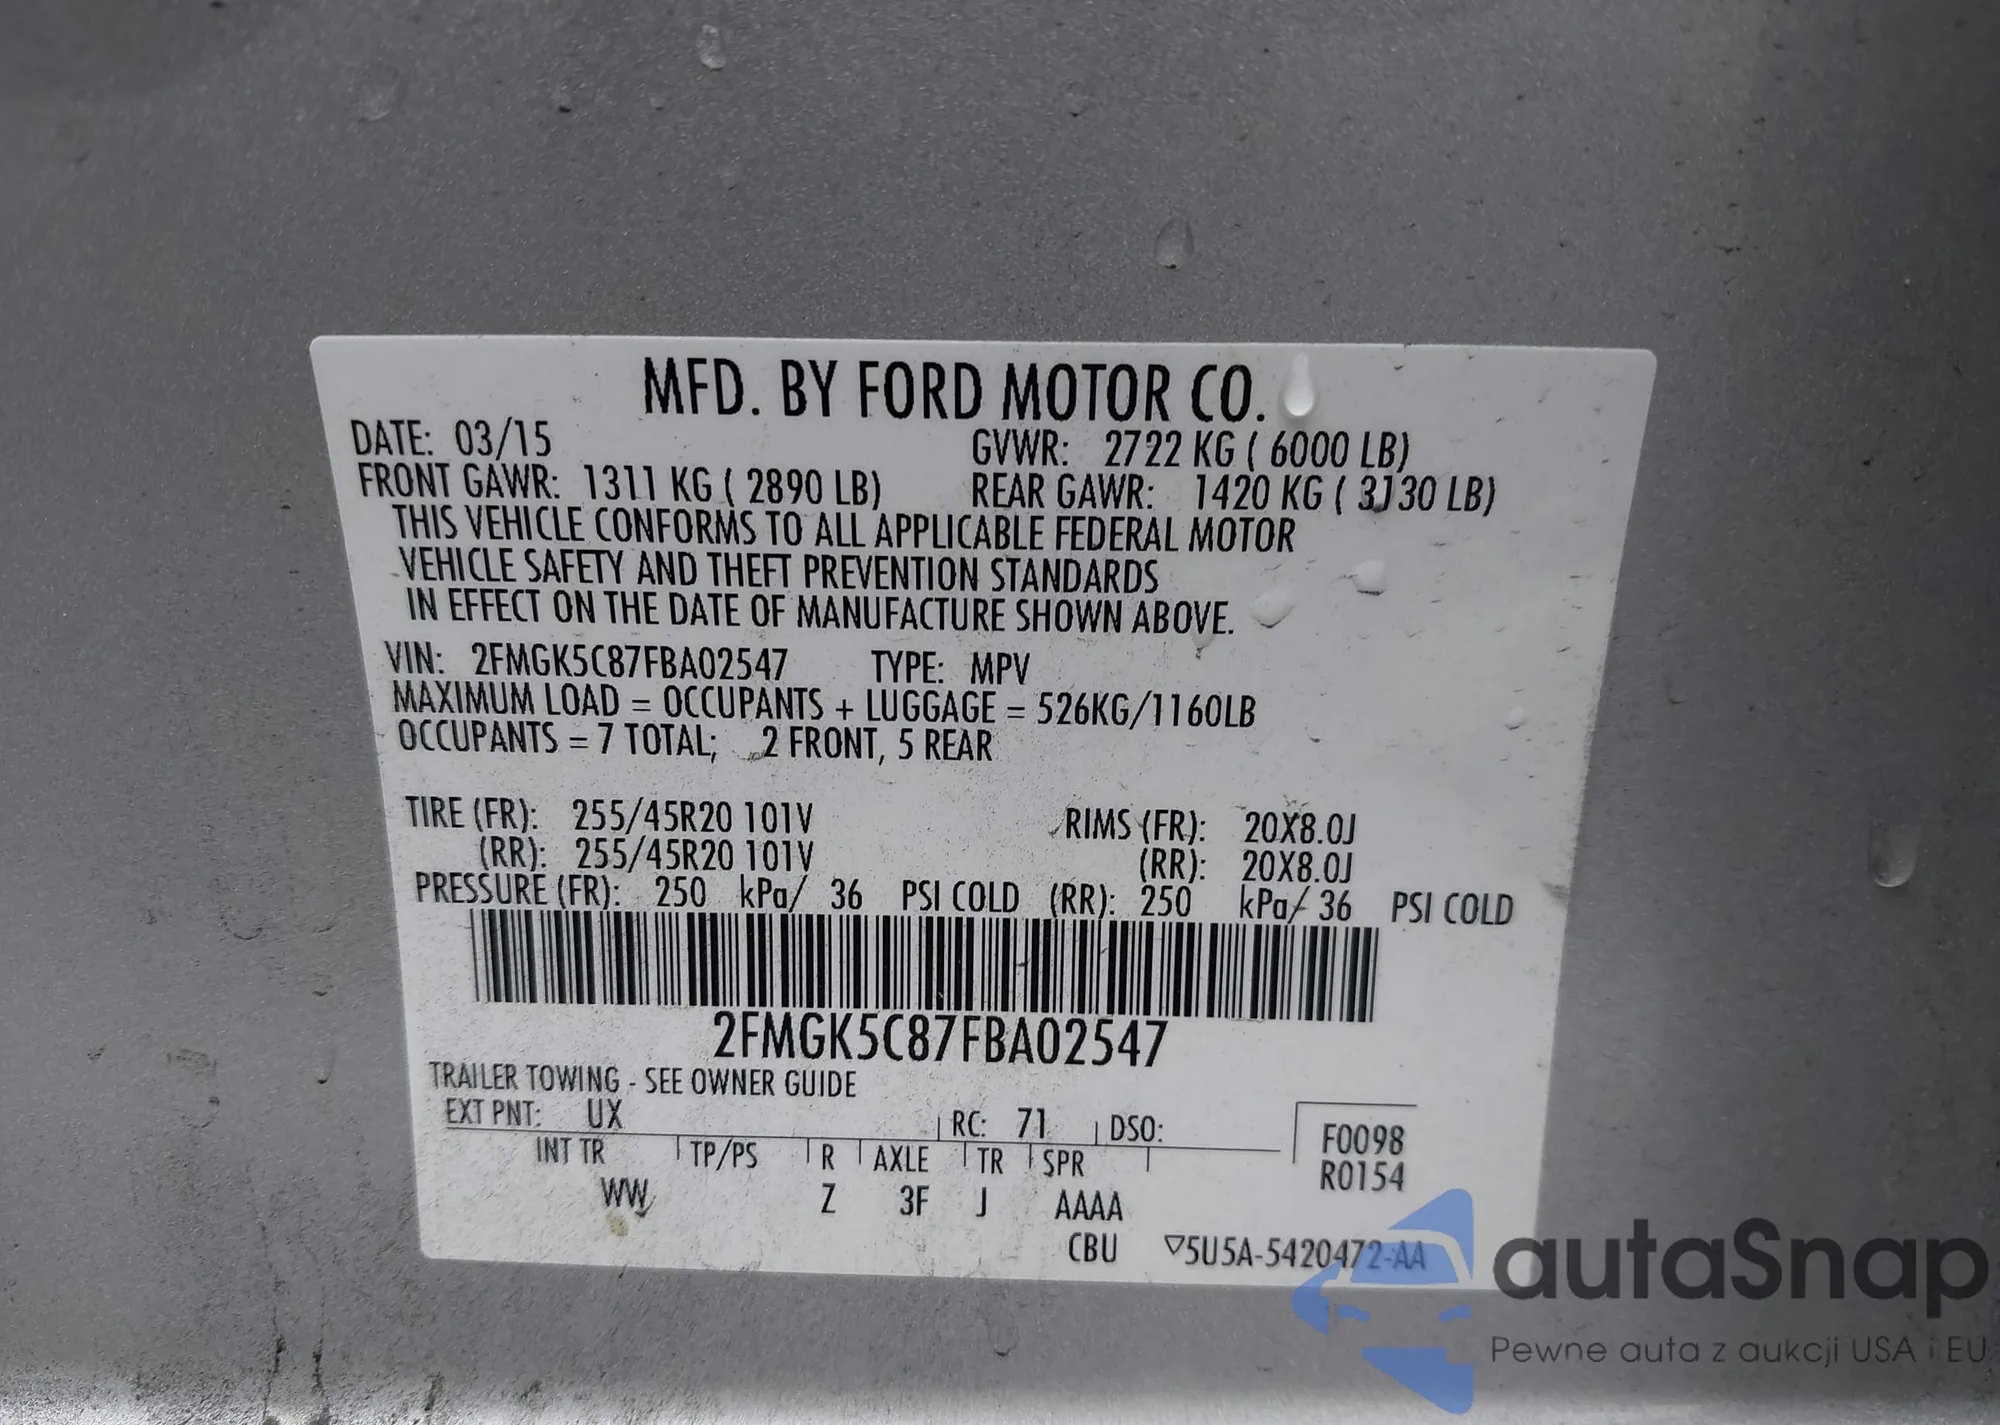 MFD. BY FORD MOTOR CO.
DATE: 03/15 GVWR: 2722 KG ( 6000 LB)
FRONT GAWR: 1311 KG ( 2890 LB) REAR GAWR: 1420 KG ( 3130 LB)
THIS VEHICLE CONFORMS TO ALL APPLICABLE FEDERAL MOTOR
VEHICLE SAFETY AND THEFT PREVENTION STANDARDS
IN EFFECT ON THE DATE OF MANUFACTURE SHOWN ABOVE.
VIN: 2FMGK5C87FBA02547 TYPE: MPV
MAXIMUM LOAD = OCCUPANTS + LUGGAGE = 526KG/1160LB
OCCUPANTS = 7 TOTAL; 2 FRONT, 5 REAR
TIRE (FR): 255/45R20 101V RIMS (FR): 20X8.0J
(RR): 255/45R20 101V (RR): 20X8.0J
PRESSURE (FR): 250 kPa/ 36 PSI COLD (RR): 250 kPa/ 36 PSI COLD
2FMGK5C87FBA02547
TRAILER TOWING - SEE OWNER GUIDE
EXT PNT: UX RC: 71 DSO: F0098
INT TR TP/PS R AXLE TR SPR R0154
WW Z 3F J AAAA
CBU ▽5U5A-5420472-AA
autaSnap
Pewne auta z aukcji USA i EU